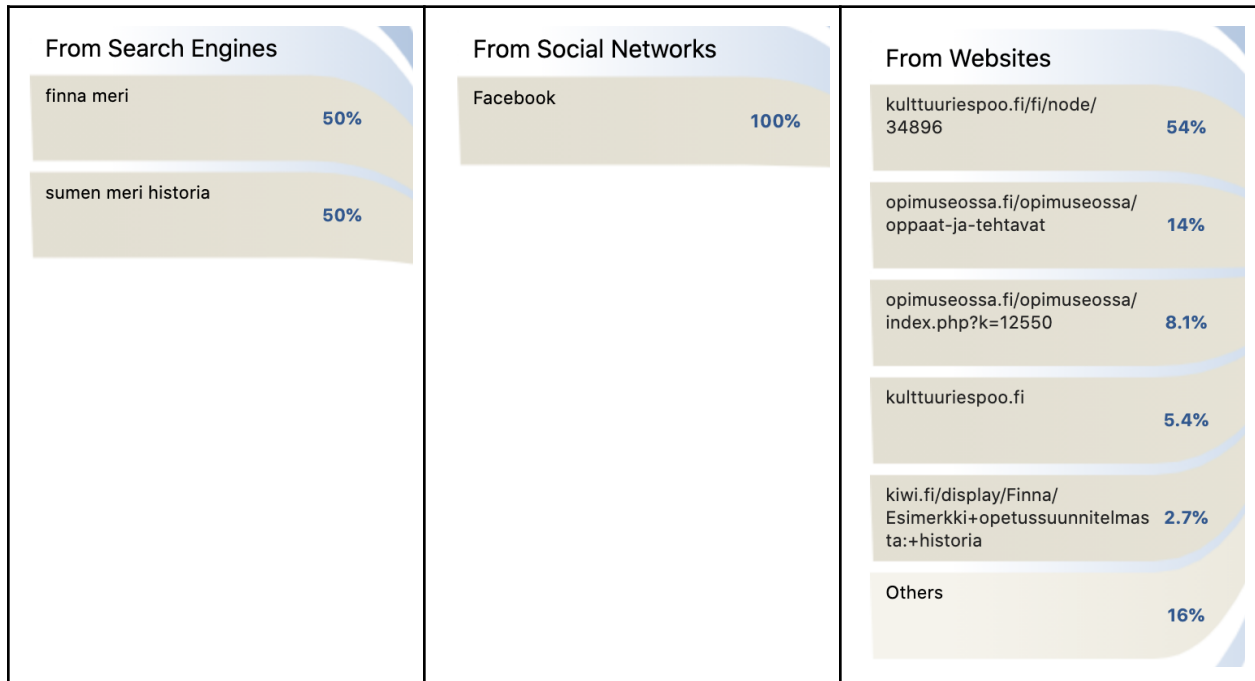 From Search Engines
finna meri
50%
sumen meri historia
50%
From Social Networks
Facebook
100%
From Websites
kulttuuriespoo.fi/fi/node/
34896
54%
opimuseossa.fi/opimuseossa/
oppaat-ja-tehtavat
14%
opimuseossa.fi/opimuseossa/
index.php?k=12550
8.1%
kulttuuriespoo.fi
5.4%
kiwi.fi/display/Finna/
Esimerkki+opetussuunnitelmas
ta:+historia
2.7%
Others
16%